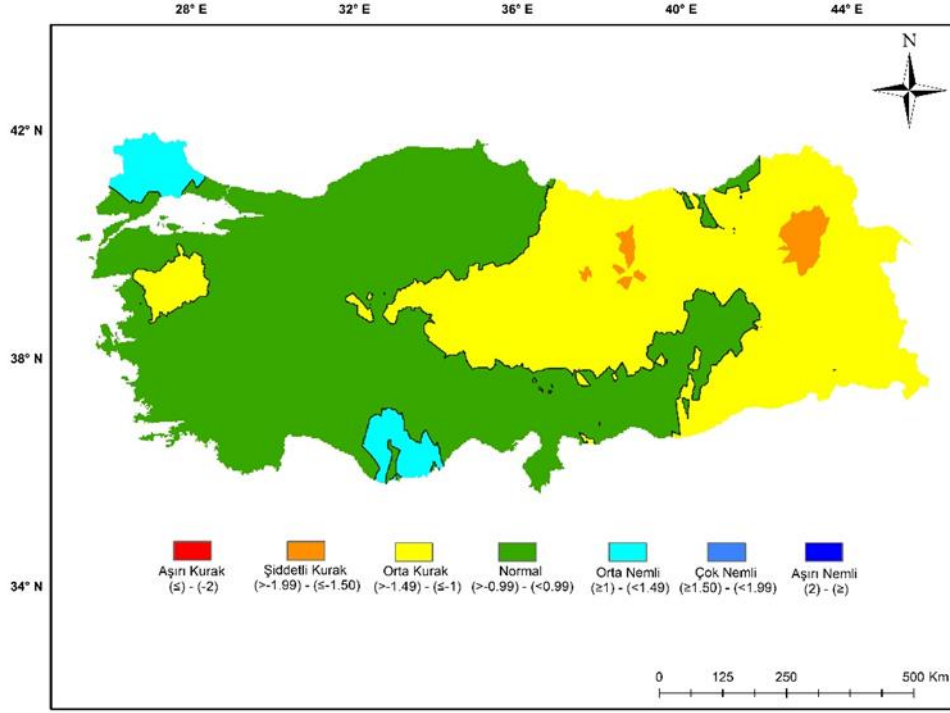 28° E 32° E 36° E 40° E 44° E
N
42° N
38° N
34° N
Aşırı Kurak
(≤) - (-2)
Şiddetli Kurak
(>-1.99) - (≤-1.50)
Orta Kurak
(>-1.49) - (≤-1)
Normal
(>-0.99) - (<0.99)
Orta Nemli
(≥1) - (<1.49)
Çok Nemli
(≥1.50) - (<1.99)
Aşırı Nemli
(2) - (≥)
0 125 250 500 Km